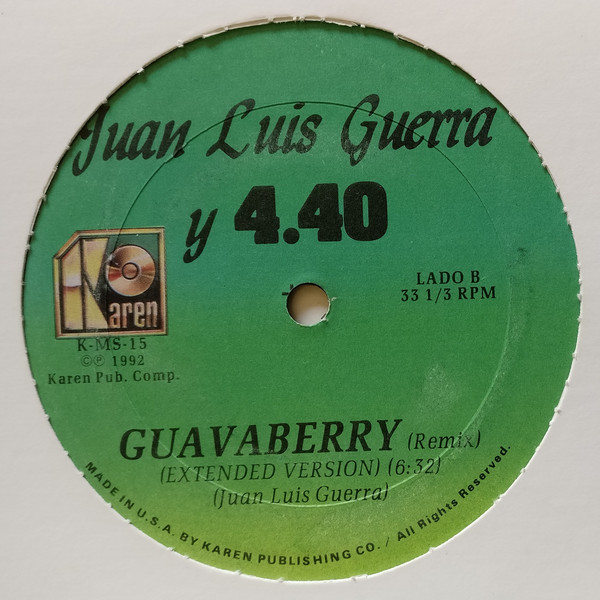 Juan Luis Guerra
y 4.40
Karen
K-MS-15
©℗ 1992
Karen Pub. Comp.
LADO B
33 1/3 RPM
GUAVABERRY (Remix)
(EXTENDED VERSION) (6:32)
(Juan Luis Guerra)
MADE IN U.S.A. BY KAREN PUBLISHING CO. / All Rights Reserved.